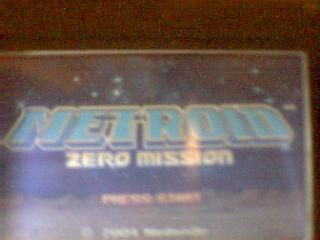 METROID
ZERO MISSION
PRESS START
© 2004 Nintendo